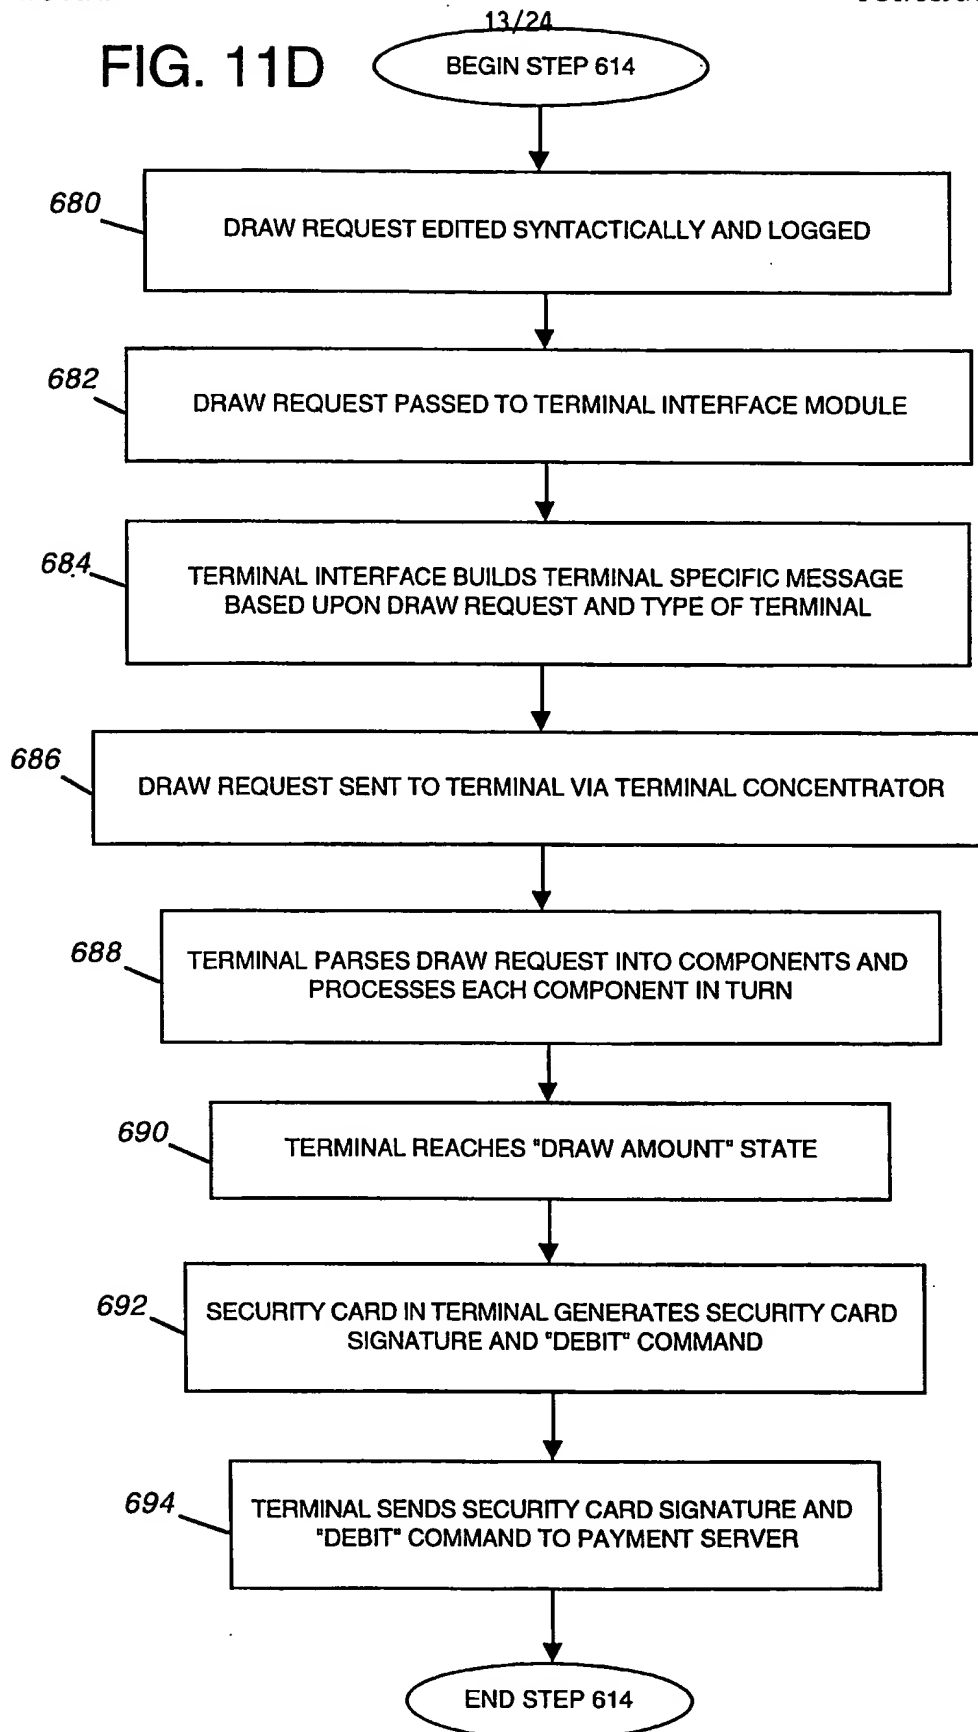 13/24
FIG. 11D
BEGIN STEP 614
680
DRAW REQUEST EDITED SYNTACTICALLY AND LOGGED
682
DRAW REQUEST PASSED TO TERMINAL INTERFACE MODULE
684
TERMINAL INTERFACE BUILDS TERMINAL SPECIFIC MESSAGE
BASED UPON DRAW REQUEST AND TYPE OF TERMINAL
686
DRAW REQUEST SENT TO TERMINAL VIA TERMINAL CONCENTRATOR
688
TERMINAL PARSES DRAW REQUEST INTO COMPONENTS AND
PROCESSES EACH COMPONENT IN TURN
690
TERMINAL REACHES "DRAW AMOUNT" STATE
692
SECURITY CARD IN TERMINAL GENERATES SECURITY CARD
SIGNATURE AND "DEBIT" COMMAND
694
TERMINAL SENDS SECURITY CARD SIGNATURE AND
"DEBIT" COMMAND TO PAYMENT SERVER
END STEP 614